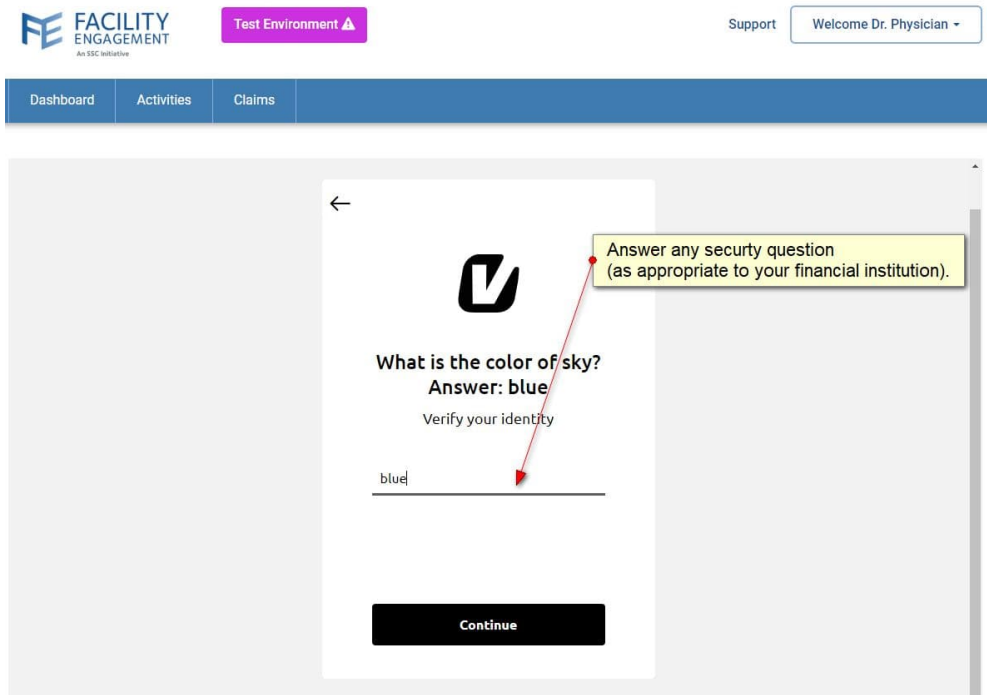 FACILITY
ENGAGEMENT
An SSC Initiative
Test Environment
Support
Welcome Dr. Physician
Dashboard
Activities
Claims
Answer any securty question
(as appropriate to your financial institution).
What is the color of sky?
Answer: blue
Verify your identity
blue
Continue